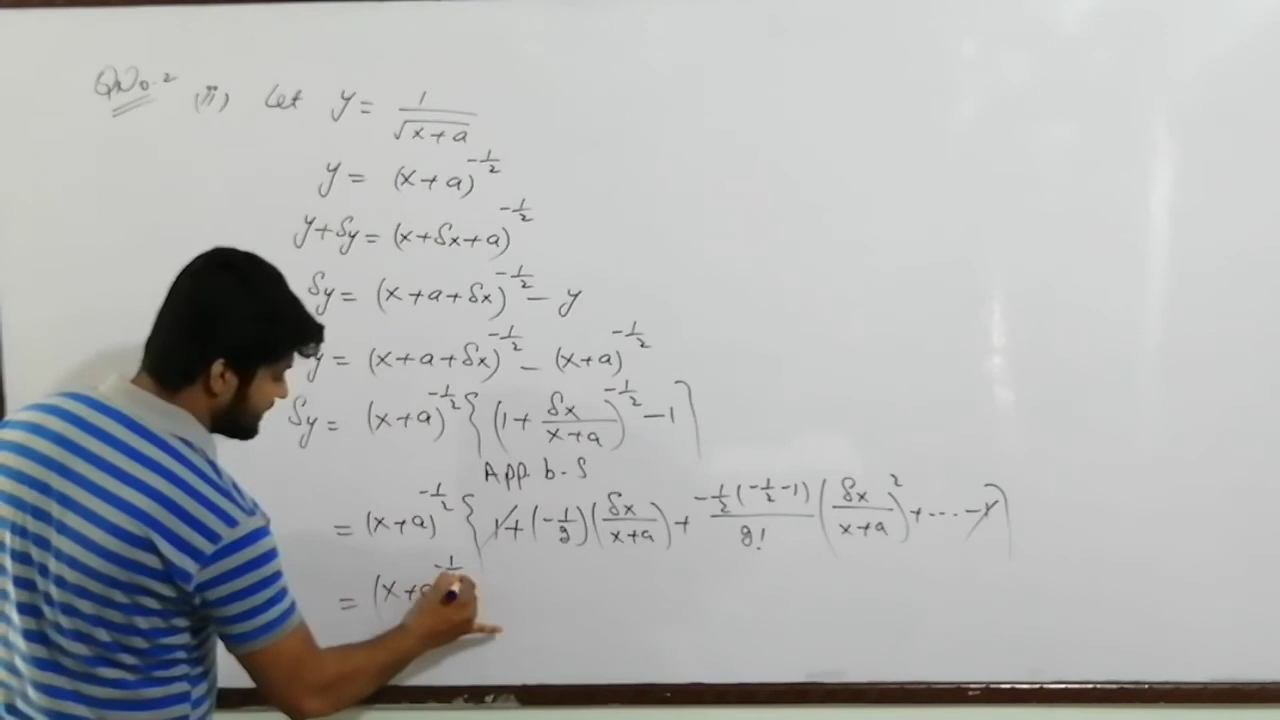 QNo.2 (ii) Let y = 1/√(x+a)
y = (x+a)^(-1/2)
y+δy = (x+δx+a)^(-1/2)
δy = (x+a+δx)^(-1/2) - y
y = (x+a+δx)^(-1/2) - (x+a)^(-1/2)
δy = (x+a)^(-1/2) { (1 + δx/(x+a))^(-1/2) - 1 }
App. b-S
= (x+a)^(-1/2) { 1 + (-1/2)(δx/(x+a)) + (-1/2(-1/2-1))/2! (δx/(x+a))^2 + .... - 1 }
= (x+